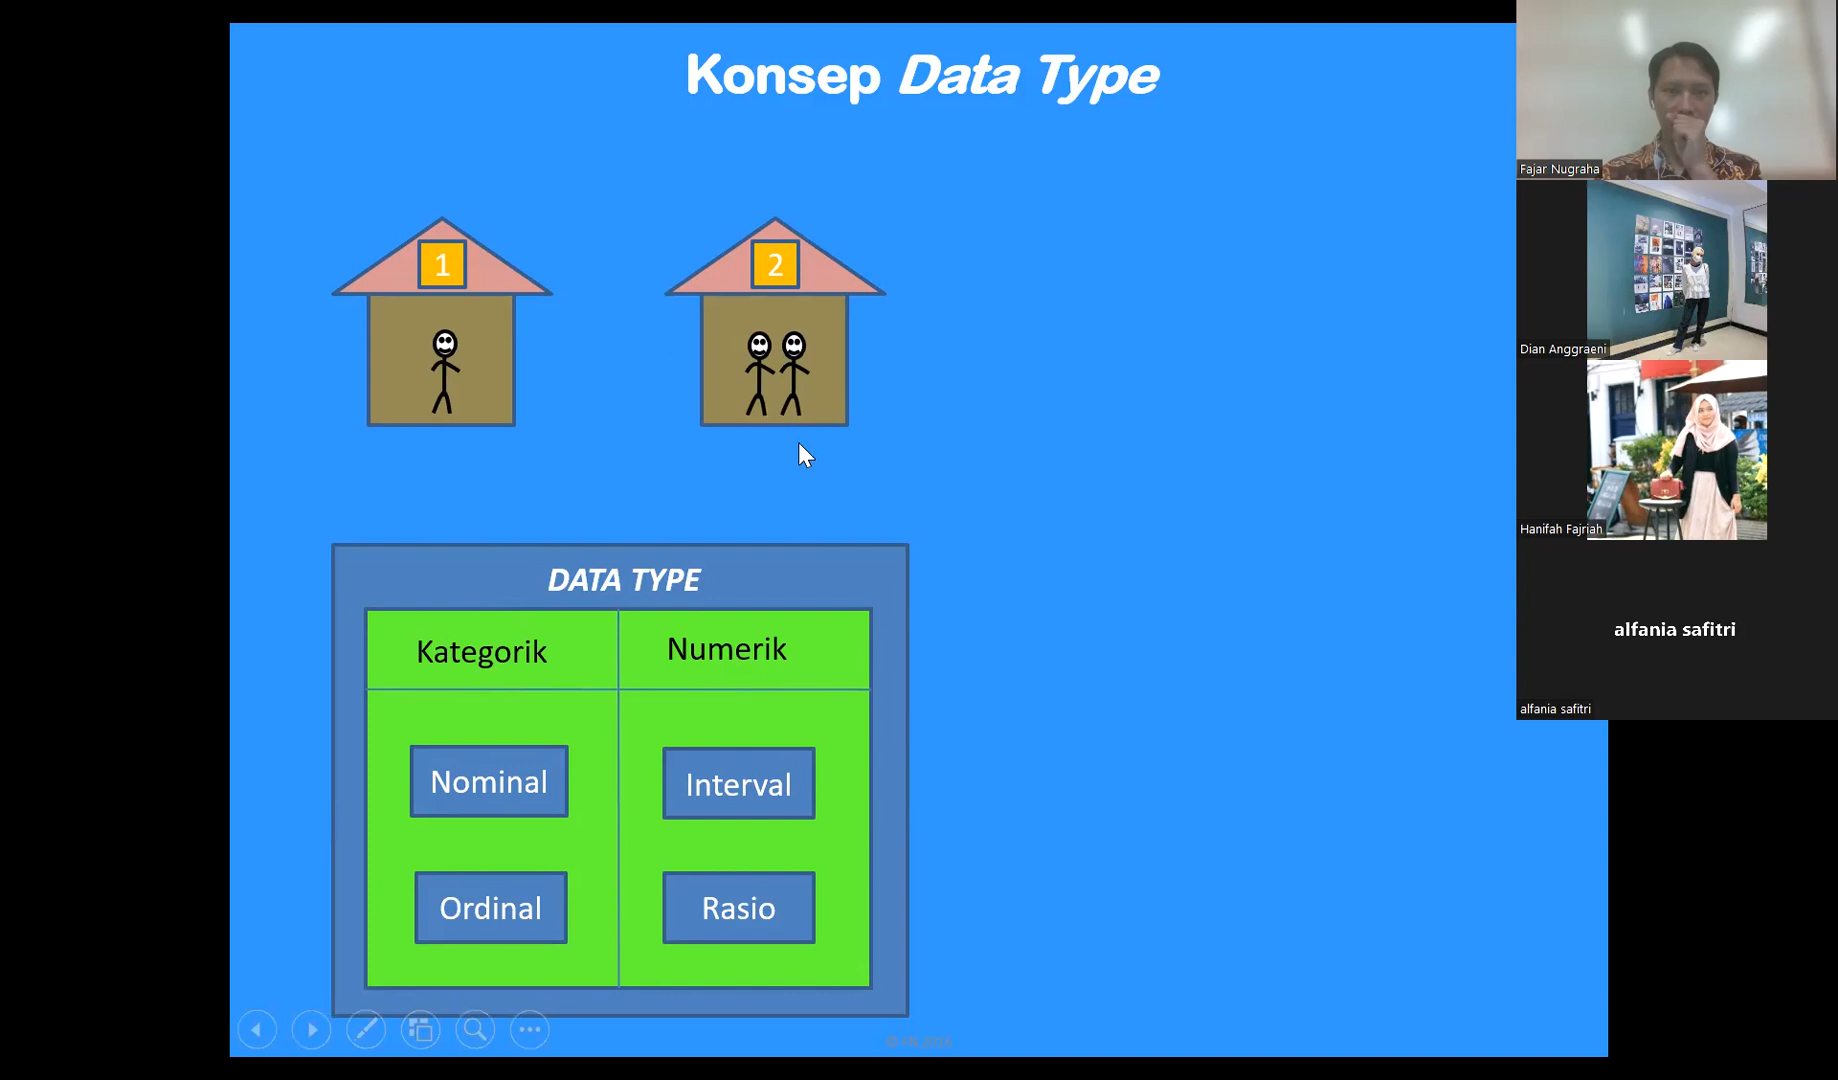 Konsep Data Type
1
2
DATA TYPE
Kategorik
Numerik
Nominal
Interval
Ordinal
Rasio
Fajar Nugraha
Dian Anggraeni
Hanifah Fajriah
alfania safitri
alfania safitri